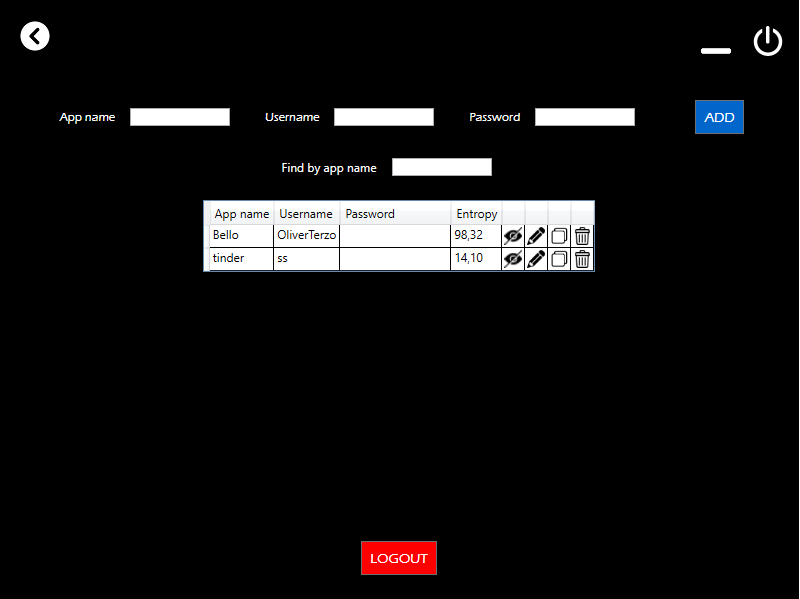 App name Username Password ADD
Find by app name
App name Username Password Entropy
Bello OliverTerzo 98,32
tinder ss 14,10
LOGOUT